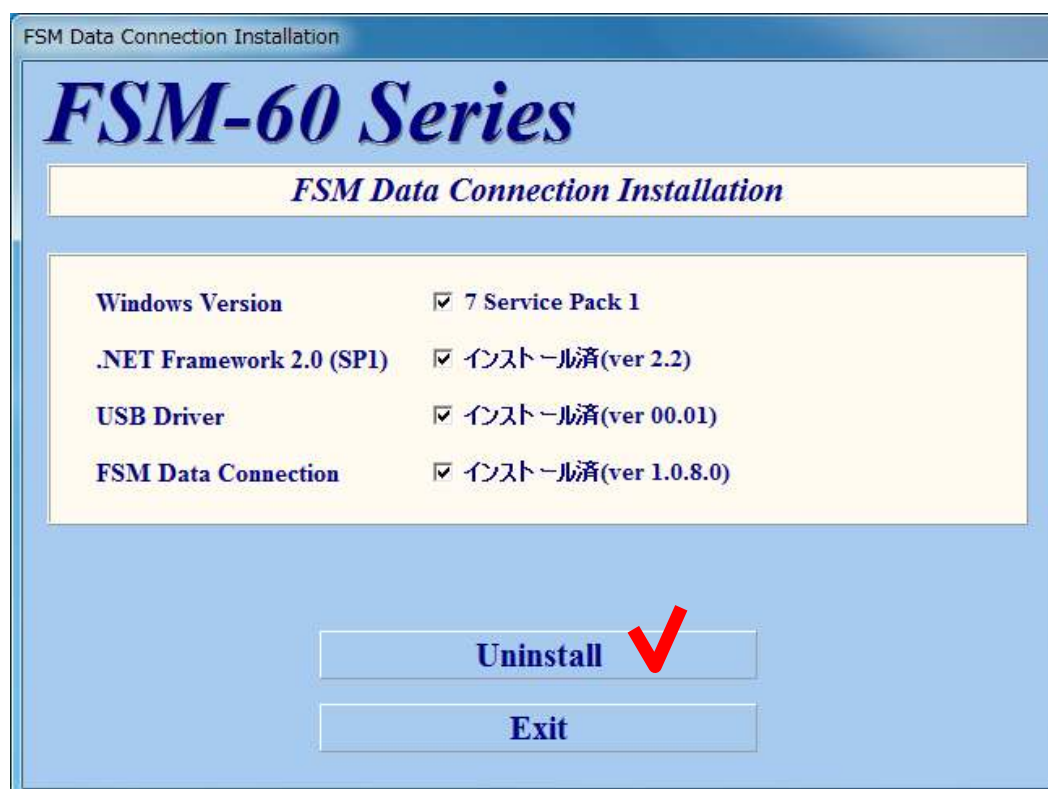 FSM Data Connection Installation
FSM-60 Series
FSM Data Connection Installation
Windows Version 7 Service Pack 1
.NET Framework 2.0 (SP1) インストール済(ver 2.2)
USB Driver インストール済(ver 00.01)
FSM Data Connection インストール済(ver 1.0.8.0)
Uninstall
Exit